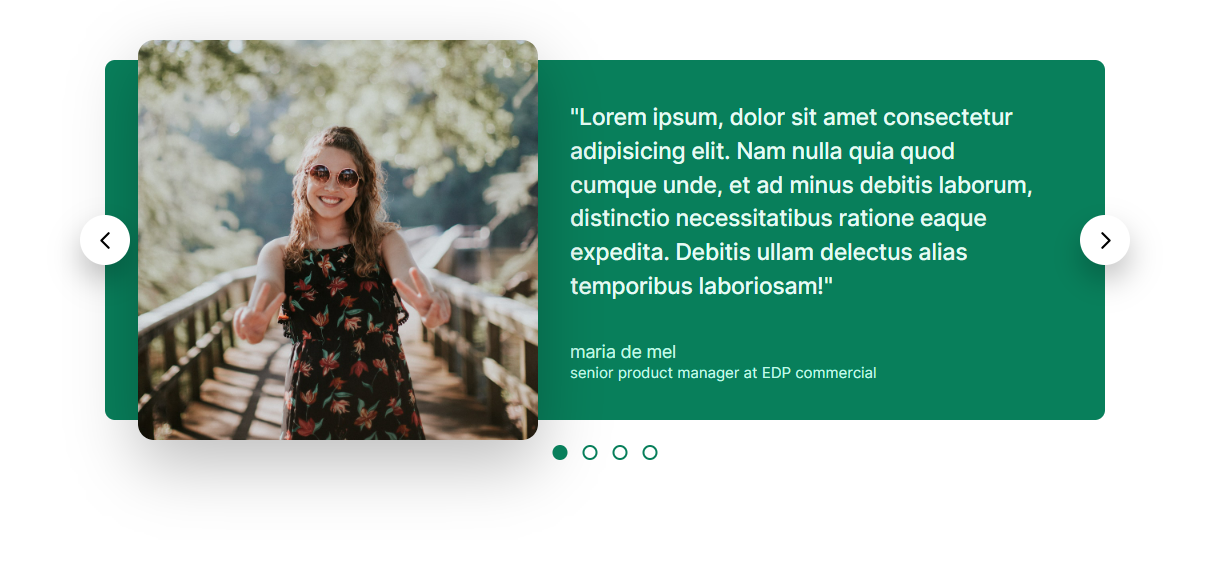 "Lorem ipsum, dolor sit amet consectetur
adipisicing elit. Nam nulla quia quod
cumque unde, et ad minus debitis laborum,
distinctio necessitatibus ratione eaque
expedita. Debitis ullam delectus alias
temporibus laboriosam!"
maria de mel
senior product manager at EDP commercial